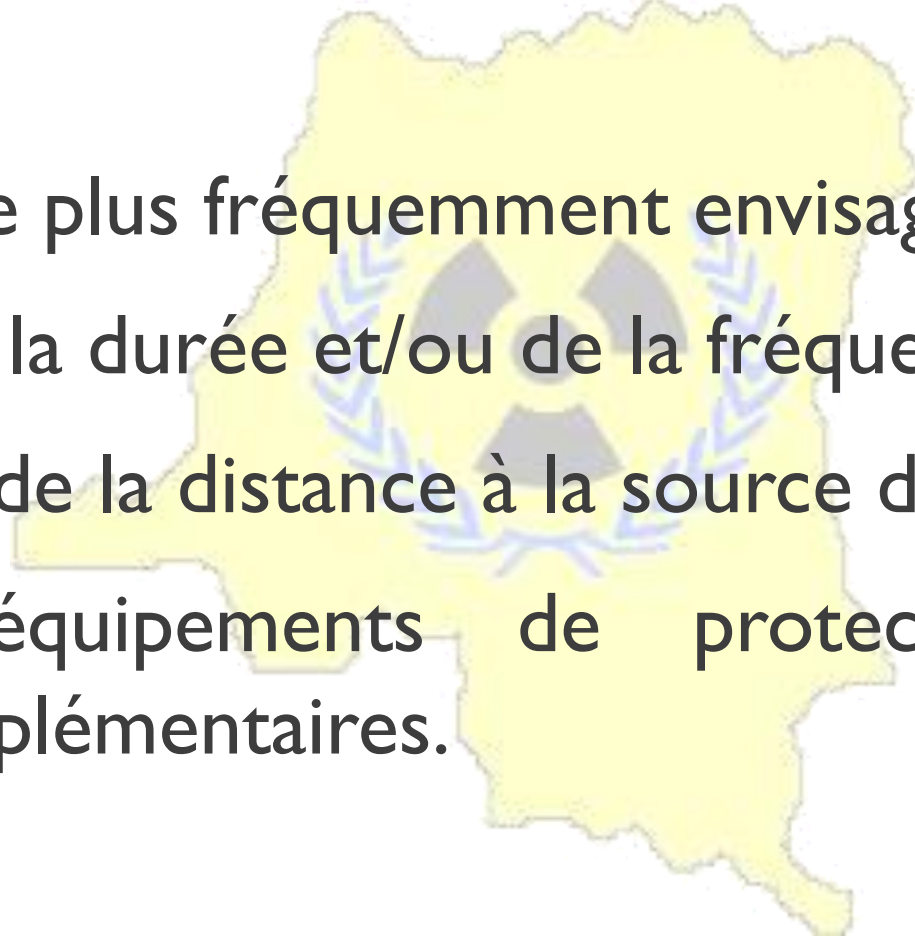 e plus fréquemment envisag
la durée et/ou de la fréque
de la distance à la source d
équipements de protec
plémentaires.